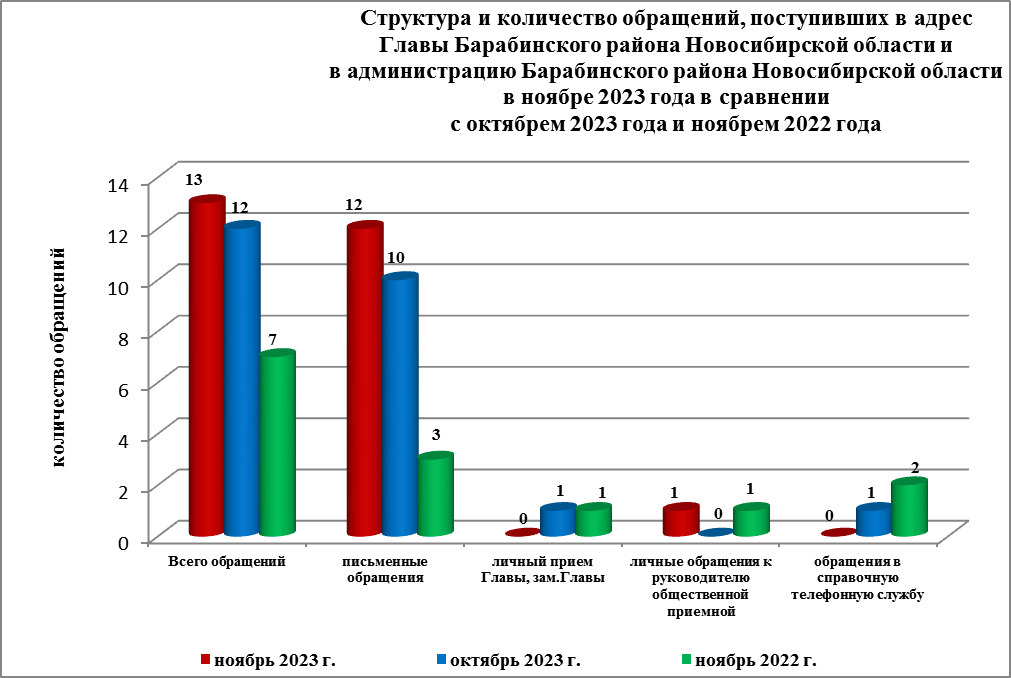 Структура и количество обращений, поступивших в адрес
Главы Барабинского района Новосибирской области и
в администрацию Барабинского района Новосибирской области
в ноябре 2023 года в сравнении
с октябрем 2023 года и ноябрем 2022 года
количество обращений
14
12
10
8
6
4
2
0
13
12
7
12
10
3
0
1
1
1
0
1
0
1
2
Всего обращений
письменные
обращения
личный прием
Главы, зам.Главы
личные обращения к
руководителю
общественной
приемной
обращения в
справочную
телефонную службу
ноябрь 2023 г.
октябрь 2023 г.
ноябрь 2022 г.